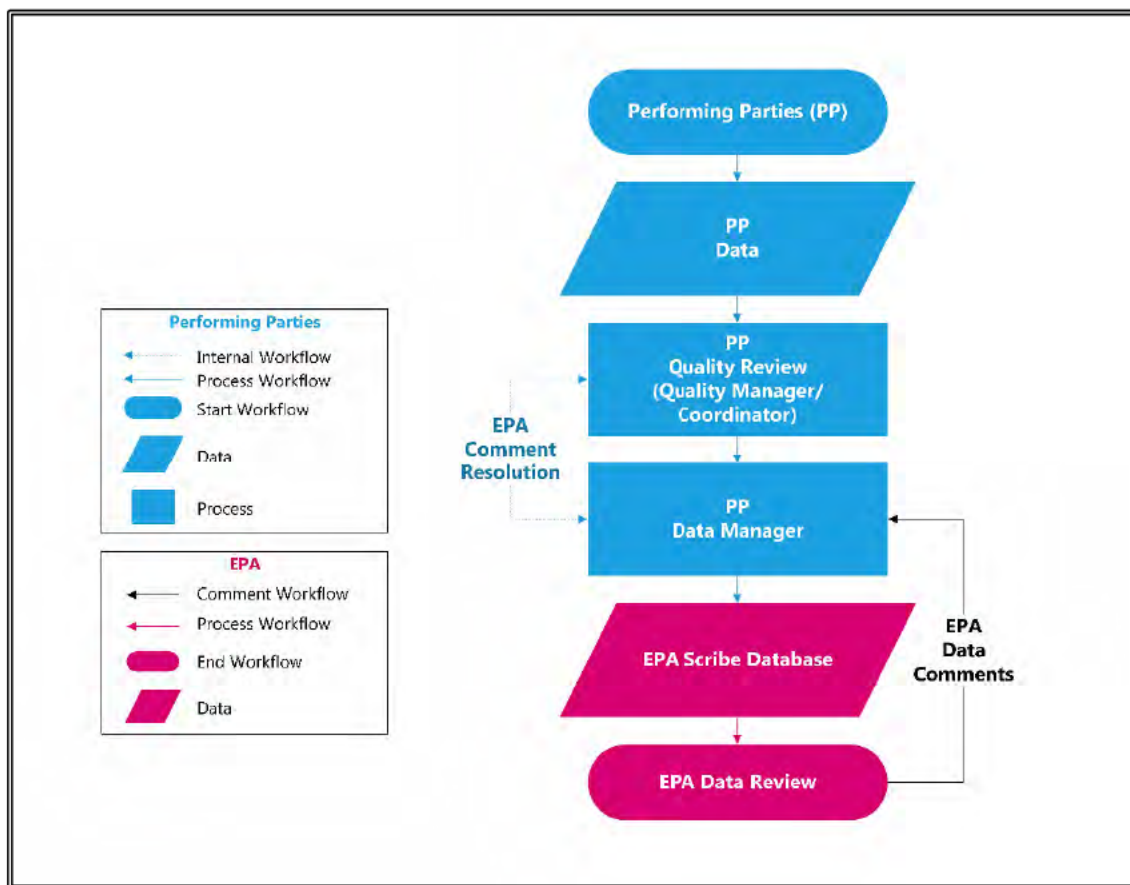 Performing Parties (PP)
PP
Data
PP
Quality Review
(Quality Manager/
Coordinator)
EPA
Comment
Resolution
PP
Data Manager
EPA Scribe Database
EPA
Data
Comments
EPA Data Review
Performing Parties
Internal Workflow
Process Workflow
Start Workflow
Data
Process
EPA
Comment Workflow
Process Workflow
End Workflow
Data